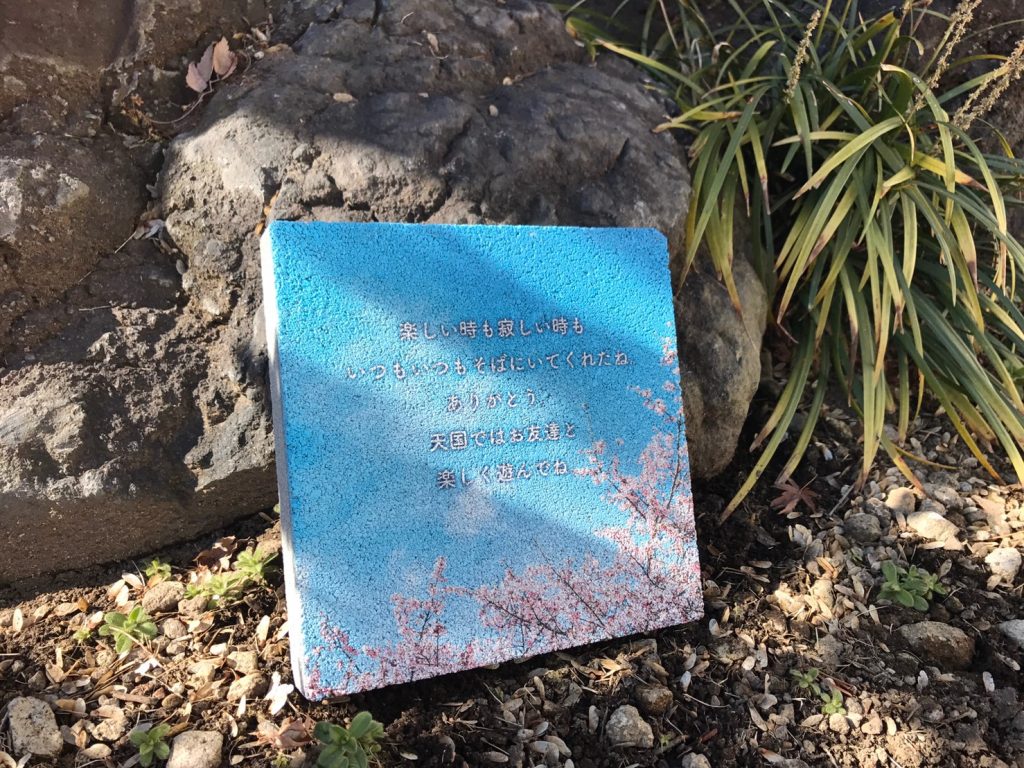 楽しい時も寂しい時も
いつもいつもそばにいてくれたね。
ありがとう。
天国ではお友達と
楽しく遊んでね